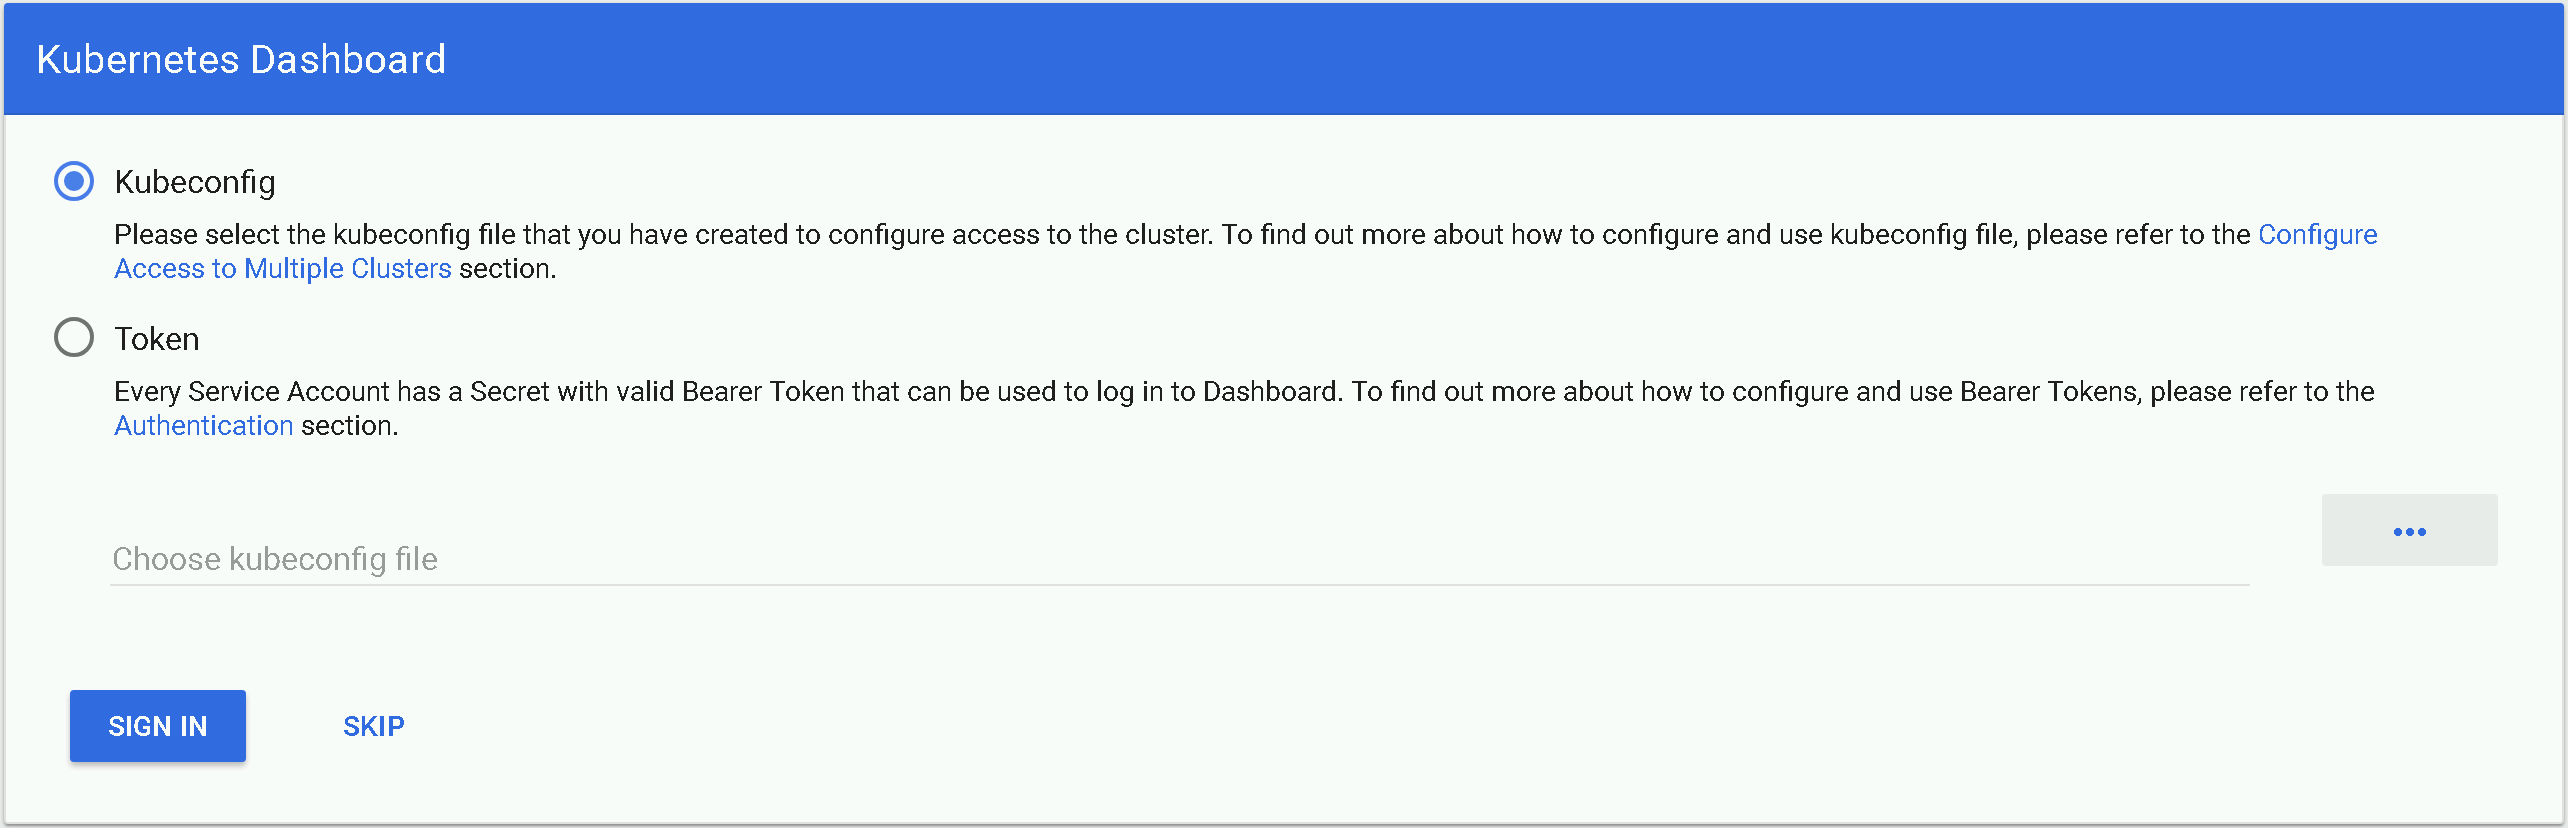 Kubernetes Dashboard
Kubeconfig
Please select the kubeconfig file that you have created to configure access to the cluster. To find out more about how to configure and use kubeconfig file, please refer to the Configure
Access to Multiple Clusters section.
Token
Every Service Account has a Secret with valid Bearer Token that can be used to log in to Dashboard. To find out more about how to configure and use Bearer Tokens, please refer to the
Authentication section.
Choose kubeconfig file
SIGN IN SKIP